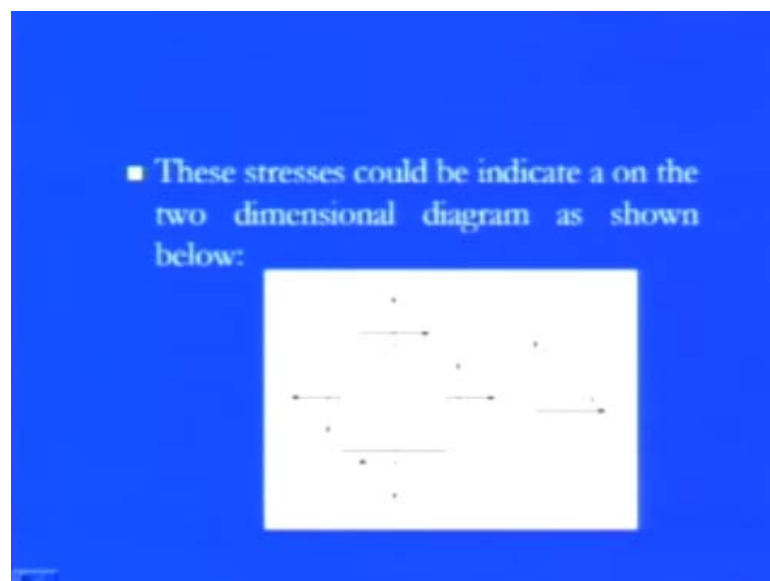 These stresses could be indicate a on the
two dimensional diagram as shown
below: